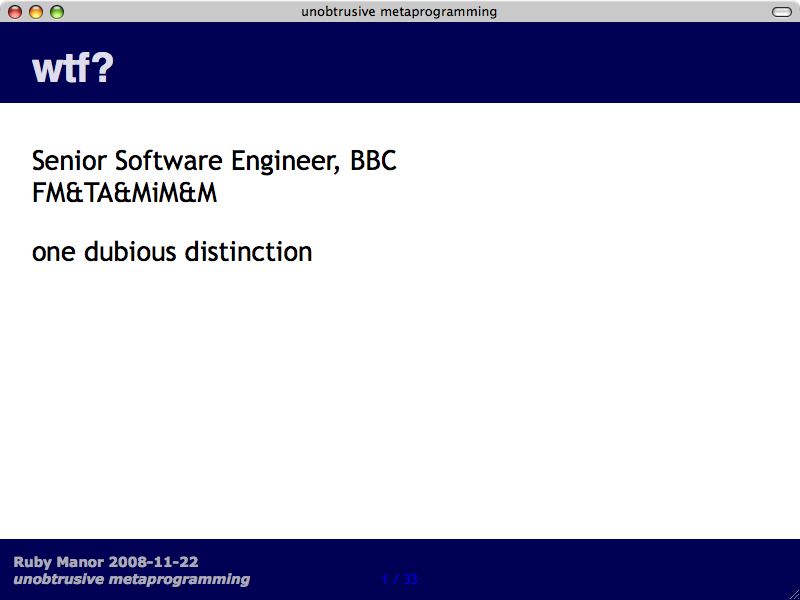 unobtrusive metaprogramming
wtf?
Senior Software Engineer, BBC
FM&TA&MiM&M
one dubious distinction
Ruby Manor 2008-11-22
unobtrusive metaprogramming
1 / 33